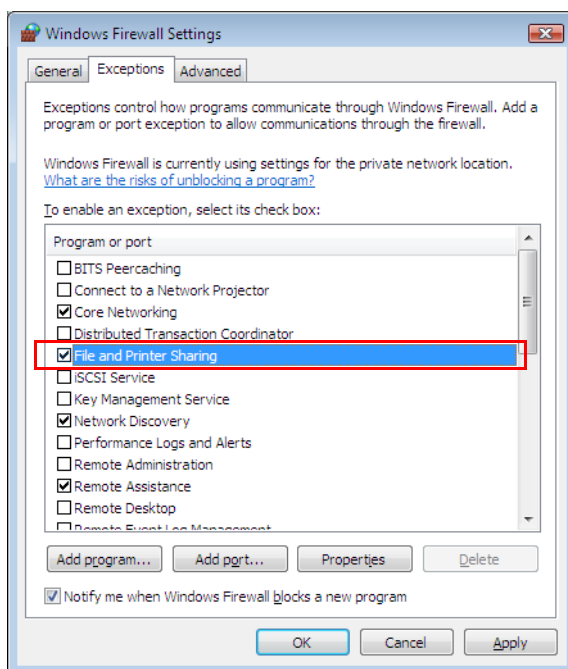 Windows Firewall Settings
General Exceptions Advanced
Exceptions control how programs communicate through Windows Firewall. Add a
program or port exception to allow communications through the firewall.
Windows Firewall is currently using settings for the private network location.
What are the risks of unblocking a program?
To enable an exception, select its check box:
Program or port
BITS Peercaching
Connect to a Network Projector
Core Networking
Distributed Transaction Coordinator
File and Printer Sharing
iSCSI Service
Key Management Service
Network Discovery
Performance Logs and Alerts
Remote Administration
Remote Assistance
Remote Desktop
Remote Event Log Management
Add program... Add port... Properties Delete
Notify me when Windows Firewall blocks a new program
OK Cancel Apply